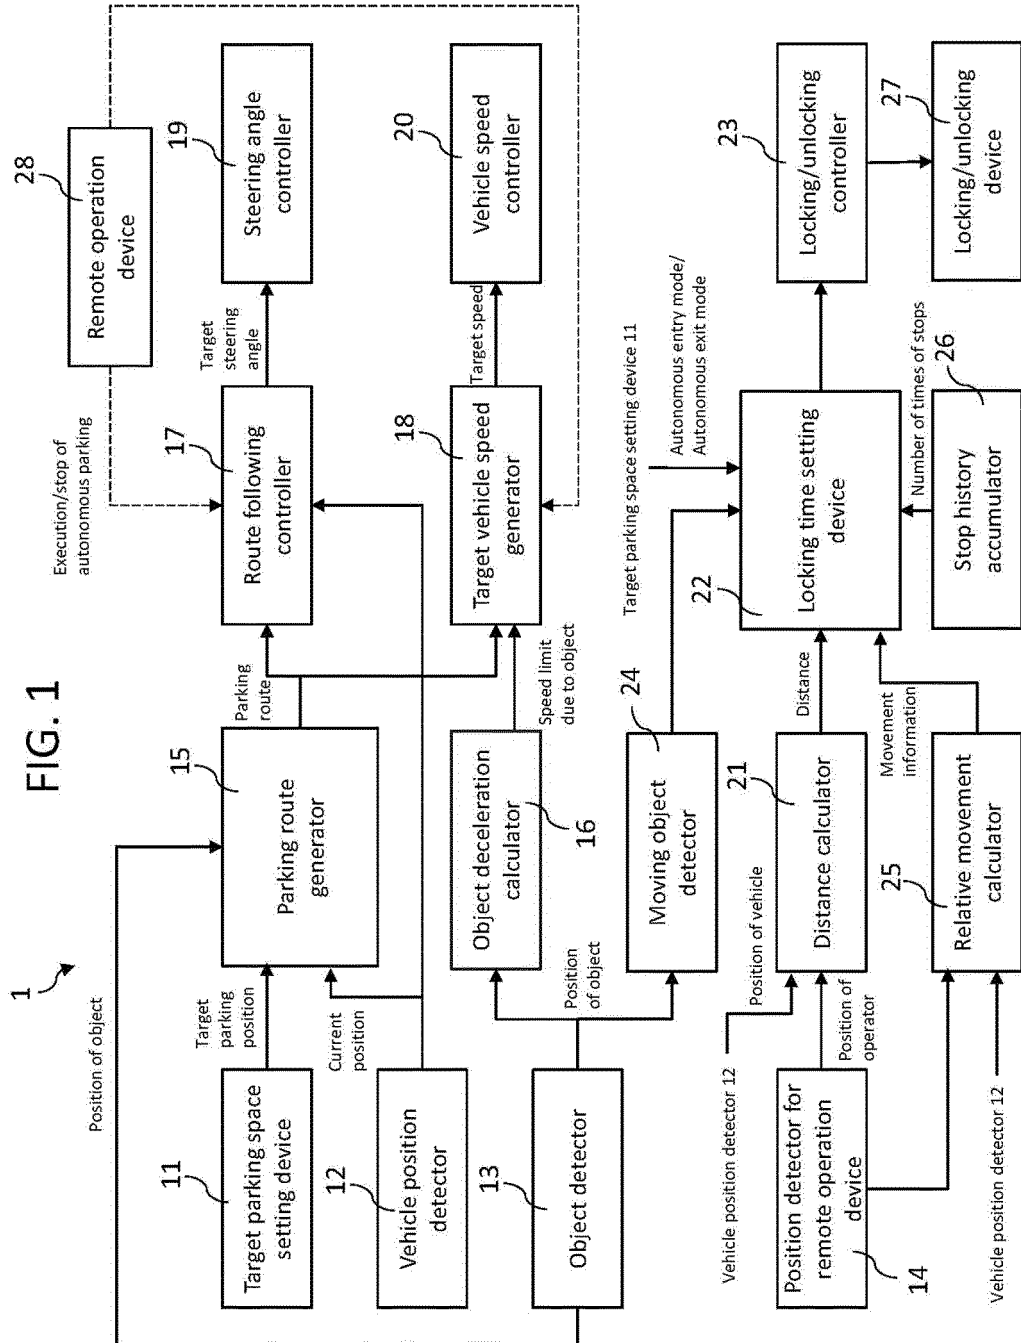 FIG. 1
1
Position of object
11
Target parking space
setting device
Target
parking
position
12
Vehicle position
detector
Current
position
13
Object detector
Position
of object
15
Parking route
generator
Parking
route
Object deceleration
calculator
16
Speed limit
due to object
28
Remote operation
device
Execution/stop of
autonomous parking
17
Route following
controller
Target
steering
angle
19
Steering angle
controller
18
Target vehicle speed
generator
Target speed
20
Vehicle speed
controller
24
Moving object
detector
Vehicle position detector 12
Position of vehicle
Position detector for
remote operation
device
14
Position of
operator
21
Distance calculator
Distance
Vehicle position detector 12
25
Relative movement
calculator
Movement
information
Target parking space setting device 11
Autonomous entry mode/
Autonomous exit mode
22
Locking time setting
device
Number of times of stops
26
Stop history
accumulator
23
Locking/unlocking
controller
27
Locking/unlocking
device